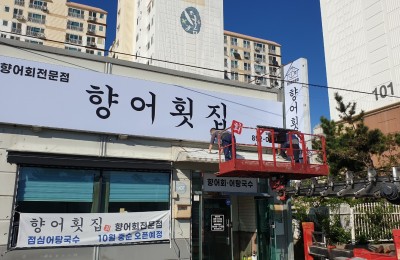 향어회전문점
향어횟집
향어횟집
101
향어회·어탕국수
향어횟집 향어회전문점
점심어탕국수 10월 중순 오픈예정